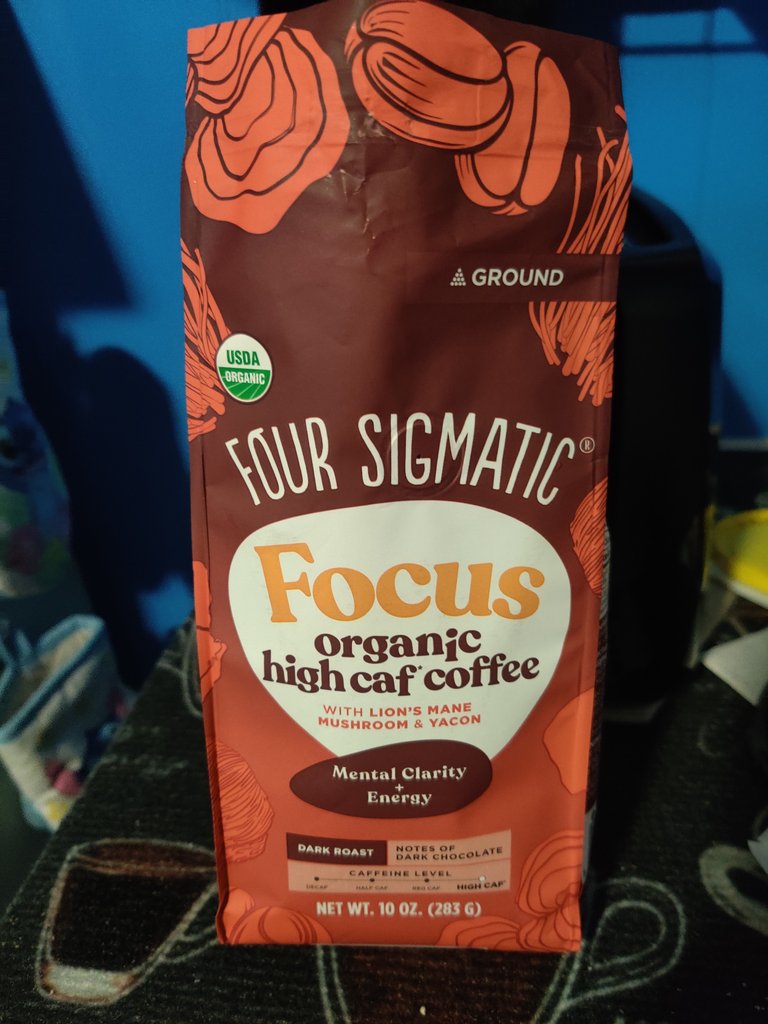 GROUND
USDA
ORGANIC
FOUR SIGMATIC®
Focus
organic
high caf* coffee
WITH LION'S MANE
MUSHROOM & YACON
Mental Clarity
+
Energy
DARK ROAST
NOTES OF
DARK CHOCOLATE
CAFFEINE LEVEL
DECAF HALF CAF REG CAF HIGH CAF*
NET WT. 10 OZ. (283 G)